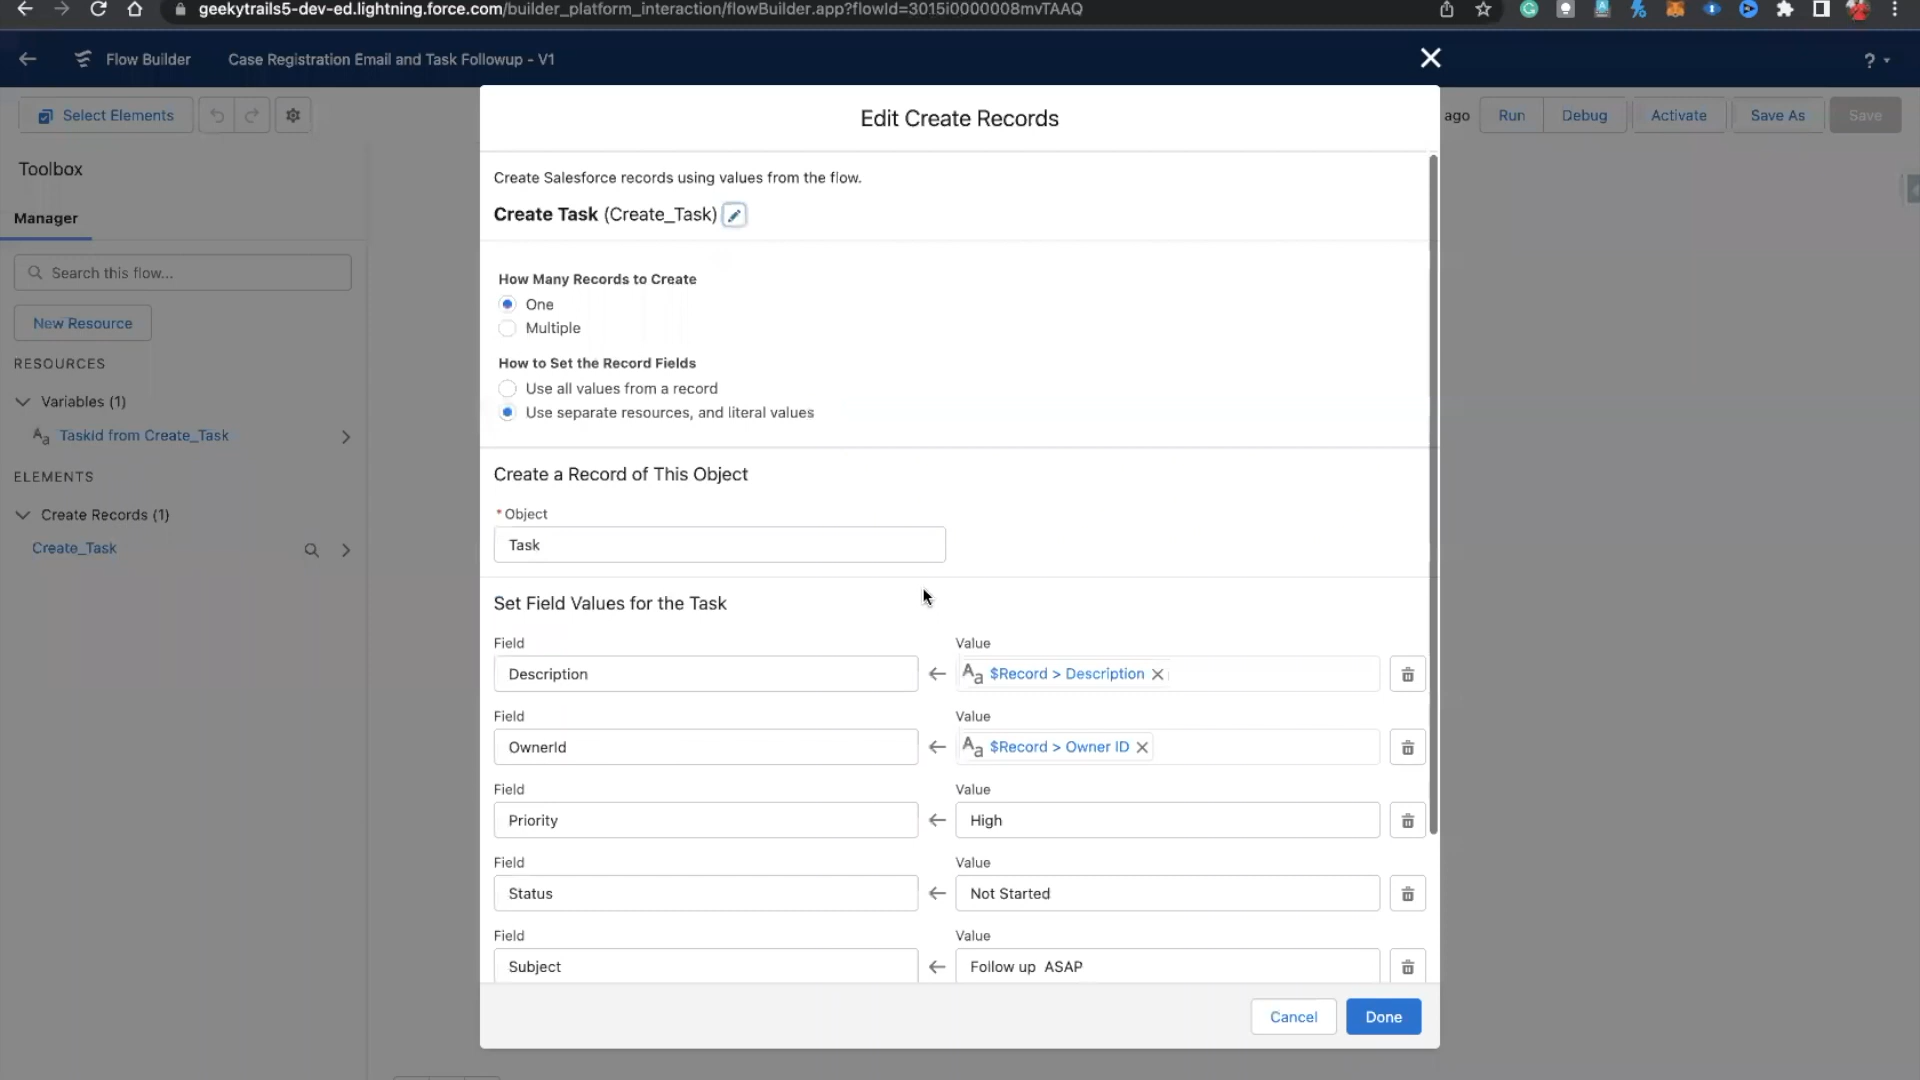 geekytrails5-dev-ed.lightning.force.com/builder_platform_interaction/flowBuilder.app?flowId=3015i0000008mvTAAQ
Flow Builder
Case Registration Email and Task Followup - V1
?
Select Elements
Edit Create Records
ago
Run
Debug
Activate
Save As
Save
Toolbox
Manager
Search this flow...
New Resource
RESOURCES
Variables (1)
Aa TaskId from Create_Task
ELEMENTS
Create Records (1)
Create_Task
Create Salesforce records using values from the flow.
Create Task (Create_Task)
How Many Records to Create
One
Multiple
How to Set the Record Fields
Use all values from a record
Use separate resources, and literal values
Create a Record of This Object
* Object
Task
Set Field Values for the Task
Field Value
Description Aa $Record > Description
Field Value
OwnerId Aa $Record > Owner ID
Field Value
Priority High
Field Value
Status Not Started
Field Value
Subject Follow up  ASAP
Cancel
Done